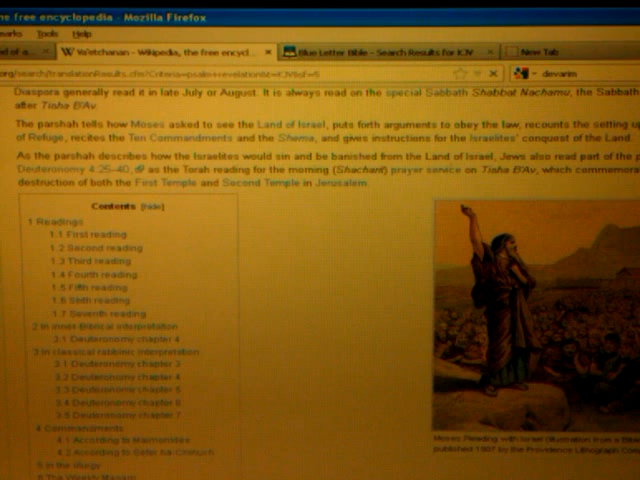 ne free encyclopedia - Mozilla Firefox
marks Tools Help
ed of a... Va'etchanan - Wikipedia, the free encycl... Blue Letter Bible - Search Results for KJV New Tab
devarim
Diaspora generally read it in late July or August. It is always read on the special Sabbath Shabbat Nachamu, the Sabbath
after Tisha B'Av.
The parshah tells how Moses asked to see the Land of Israel, puts forth arguments to obey the law, recounts the setting up
of Refuge, recites the Ten Commandments and the Shema, and gives instructions for the Israelites' conquest of the Land.
As the parshah describes how the Israelites would sin and be banished from the Land of Israel, Jews also read part of the p
Deuteronomy 4:25–40, as the Torah reading for the morning (Shacharit) prayer service on Tisha B'Av, which commemora
destruction of both the First Temple and Second Temple in Jerusalem.
Contents [hide]
1 Readings
1.1 First reading
1.2 Second reading
1.3 Third reading
1.4 Fourth reading
1.5 Fifth reading
1.6 Sixth reading
1.7 Seventh reading
2 In inner-Biblical interpretation
2.1 Deuteronomy chapter 4
3 In classical rabbinic interpretation
3.1 Deuteronomy chapter 3
3.2 Deuteronomy chapter 4
3.3 Deuteronomy chapter 5
3.4 Deuteronomy chapter 6
3.5 Deuteronomy chapter 7
4 Commandments
4.1 According to Maimonides
4.2 According to Sefer ha-Chinuch
5 In the liturgy
6 The Weekly Maqam
Moses Pleading with Israel (illustration from a
published 1907 by the Providence Lithograph